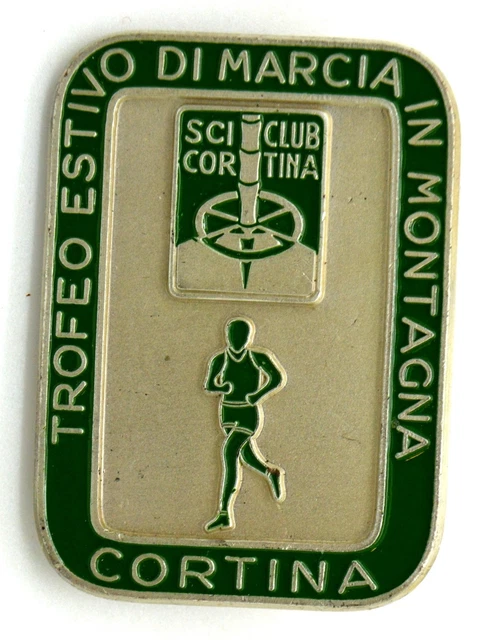 TROFEO ESTIVO DI MARCIA IN MONTAGNA
SCI CLUB
CORTINA
CORTINA